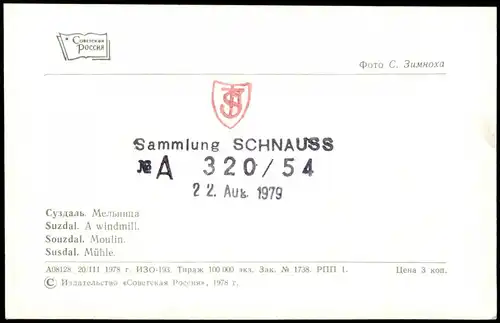 Советская
Россия
Фото С. Зимноха
ST
Sammlung SCHNAUSS
№ A 320/54
22. Aug. 1979
Суздаль. Мельница
Suzdal. A windmill.
Souzdal. Moulin.
Susdal. Mühle.
А08128. 20/III 1978 г. ИЗО-193. Тираж 100 000 экз. Зак. № 1738. РПП 1. Цена 3 коп.
© Издательство «Советская Россия», 1978 г.